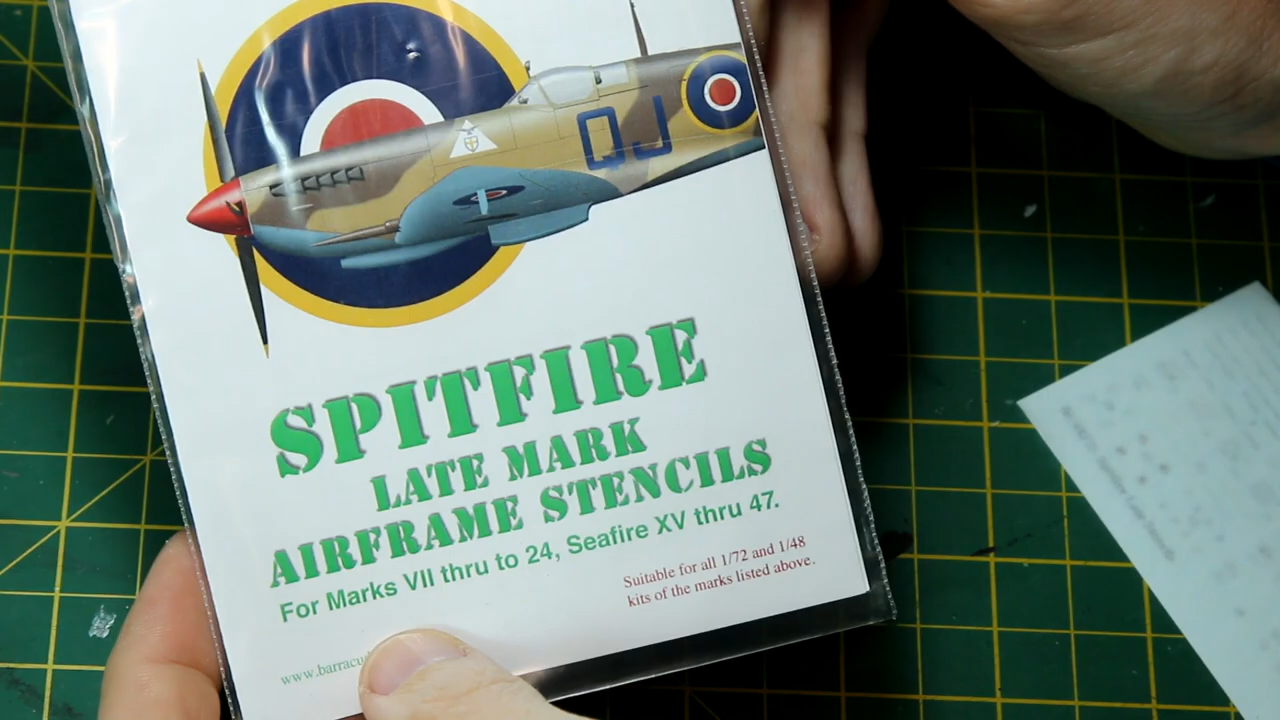 QJ
SPITFIRE
LATE MARK
AIRFRAME STENCILS
For Marks VII thru to 24, Seafire XV thru 47.
Suitable for all 1/72 and 1/48
kits of the marks listed above.